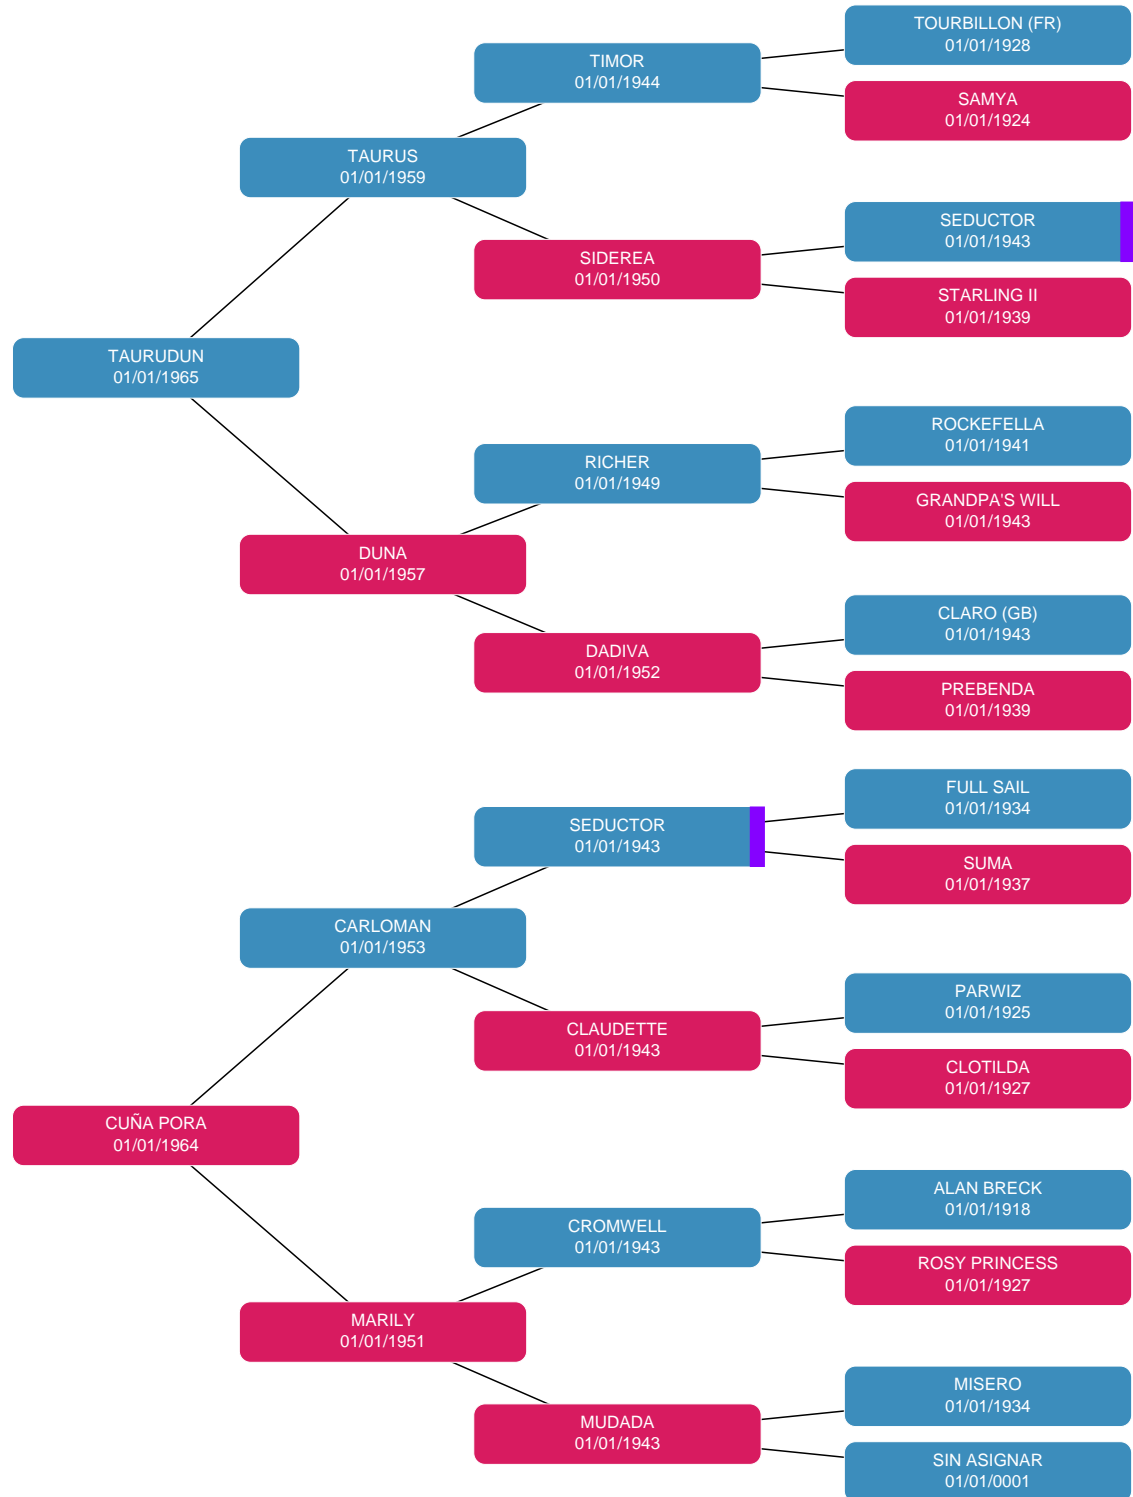 TOURBILLON (FR)
01/01/1928
TIMOR
01/01/1944
SAMYA
01/01/1924
TAURUS
01/01/1959
SEDUCTOR
01/01/1943
SIDEREA
01/01/1950
STARLING II
01/01/1939
TAURUDUN
01/01/1965
ROCKEFELLA
01/01/1941
RICHER
01/01/1949
GRANDPA'S WILL
01/01/1943
DUNA
01/01/1957
CLARO (GB)
01/01/1943
DADIVA
01/01/1952
PREBENDA
01/01/1939
FULL SAIL
01/01/1934
SEDUCTOR
01/01/1943
SUMA
01/01/1937
CARLOMAN
01/01/1953
PARWIZ
01/01/1925
CLAUDETTE
01/01/1943
CLOTILDA
01/01/1927
CUÑA PORA
01/01/1964
ALAN BRECK
01/01/1918
CROMWELL
01/01/1943
ROSY PRINCESS
01/01/1927
MARILY
01/01/1951
MISERO
01/01/1934
MUDADA
01/01/1943
SIN ASIGNAR
01/01/0001